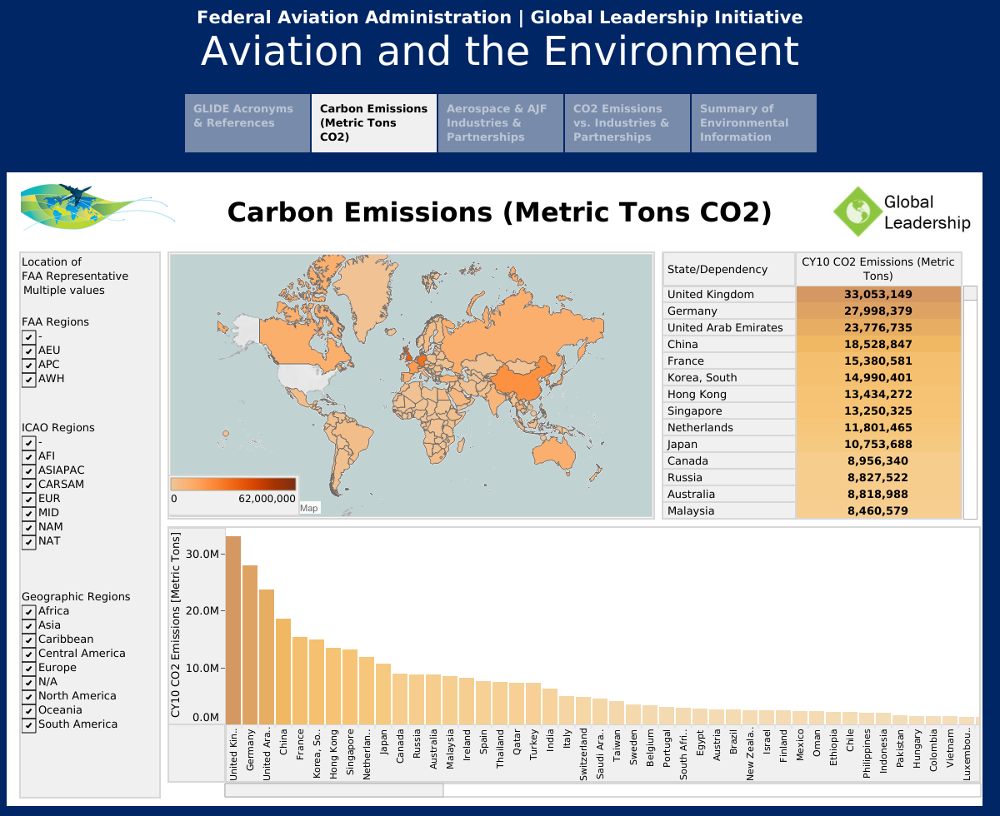 Federal Aviation Administration | Global Leadership Initiative
Aviation and the Environment
GLIDE Acronyms
& References
Carbon Emissions
(Metric Tons
CO2)
Aerospace & AJF
Industries &
Partnerships
CO2 Emissions
vs. Industries &
Partnerships
Summary of
Environmental
Information
Carbon Emissions (Metric Tons CO2)
Global
Leadership
Location of
FAA Representative
Multiple values
FAA Regions
-
AEU
APC
AWH
ICAO Regions
-
AFI
ASIAPAC
CARSAM
EUR
MID
NAM
NAT
Geographic Regions
Africa
Asia
Caribbean
Central America
Europe
N/A
North America
Oceania
South America
0 62,000,000
Map
State/Dependency
CY10 CO2 Emissions (Metric
Tons)
United Kingdom 33,053,149
Germany 27,998,379
United Arab Emirates 23,776,735
China 18,528,847
France 15,380,581
Korea, South 14,990,401
Hong Kong 13,434,272
Singapore 13,250,325
Netherlands 11,801,465
Japan 10,753,688
Canada 8,956,340
Russia 8,827,522
Australia 8,818,988
Malaysia 8,460,579
CY10 CO2 Emissions [Metric Tons]
30.0M
20.0M
10.0M
0.0M
United Kin..
Germany
United Ara..
China
France
Korea, So..
Hong Kong
Singapore
Netherlan..
Japan
Canada
Russia
Australia
Malaysia
Ireland
Spain
Thailand
Qatar
Turkey
India
Italy
Switzerland
Saudi Ara..
Taiwan
Sweden
Belgium
Portugal
South Afri..
Egypt
Austria
Brazil
New Zeala..
Israel
Finland
Mexico
Oman
Ethiopia
Chile
Philippines
Indonesia
Pakistan
Hungary
Colombia
Vietnam
Luxembou..